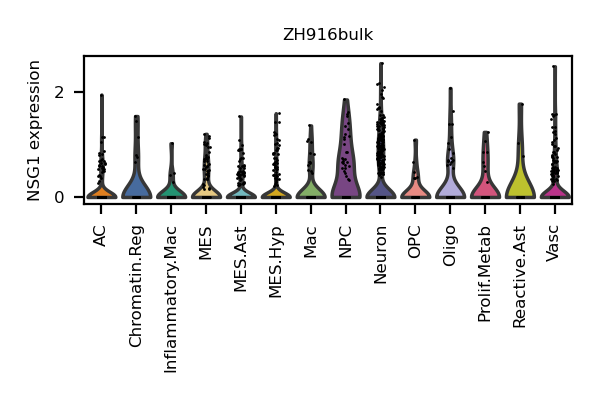 ZH916bulk
NSG1 expression
2
0
AC
Chromatin.Reg
Inflammatory.Mac
MES
MES.Ast
MES.Hyp
Mac
NPC
Neuron
OPC
Oligo
Prolif.Metab
Reactive.Ast
Vasc